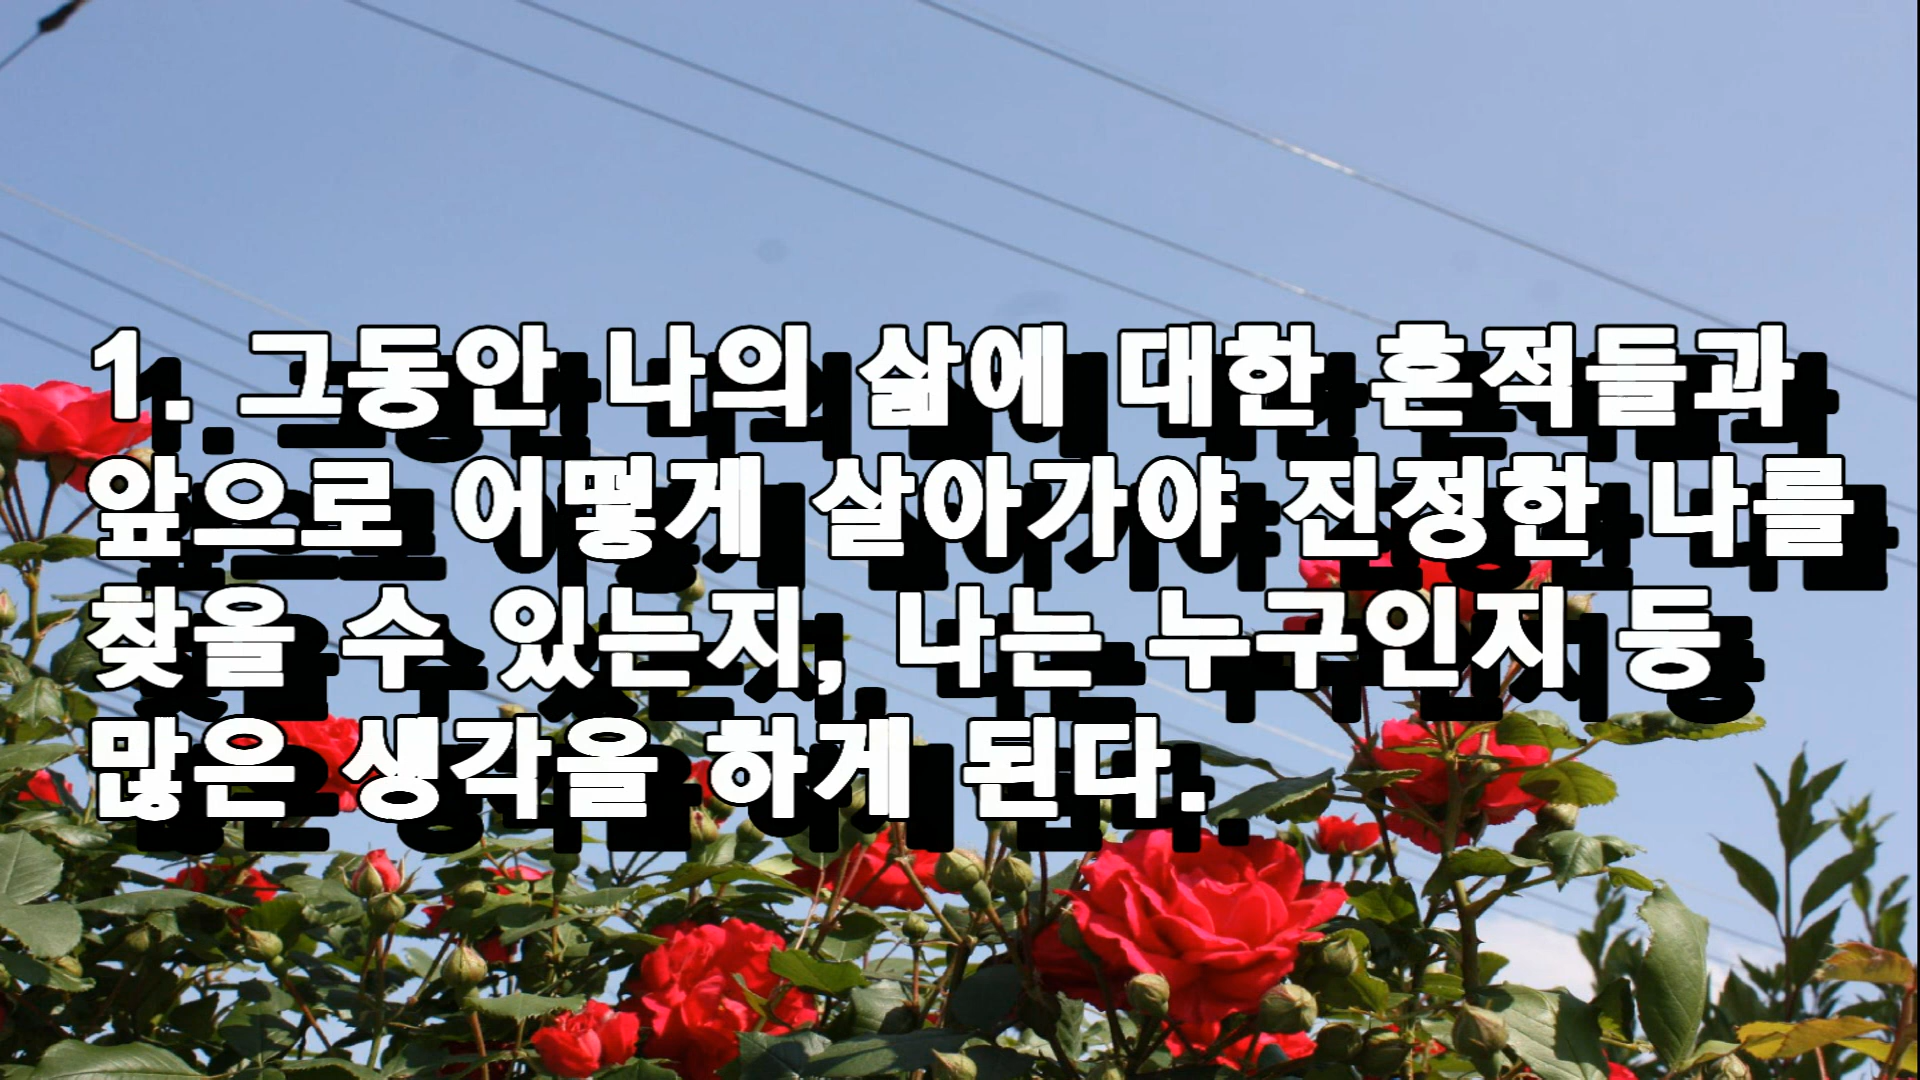 1. 그동안 나의 삶에 대한 흔적들과
앞으로 어떻게 살아가야 진정한 나를
찾을 수 있는지, 나는 누구인지 등
많은 생각을 하게 된다.